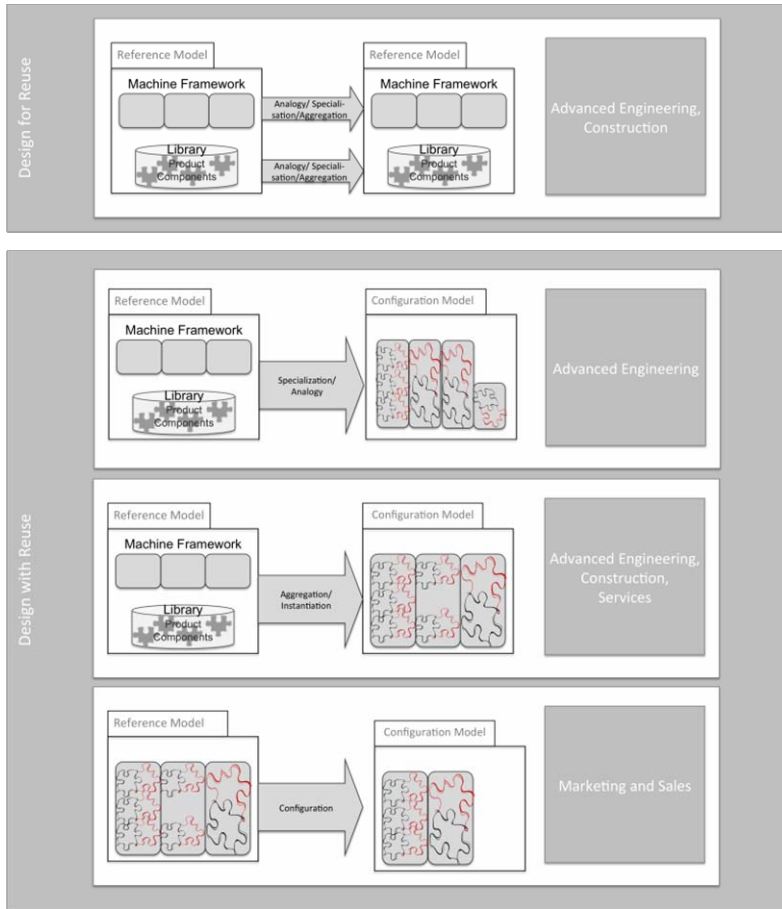 Design for Reuse
Reference Model
Machine Framework
Library
Product
Components
Analogy/ Speciali-
sation/Aggregation
Analogy/ Speciali-
sation/Aggregation
Reference Model
Machine Framework
Library
Product
Components
Advanced Engineering,
Construction
Design with Reuse
Reference Model
Machine Framework
Library
Product
Components
Specialization/
Analogy
Configuration Model
Advanced Engineering
Reference Model
Machine Framework
Library
Product
Components
Aggregation/
Instantiation
Configuration Model
Advanced Engineering,
Construction,
Services
Reference Model
Configuration
Configuration Model
Marketing and Sales